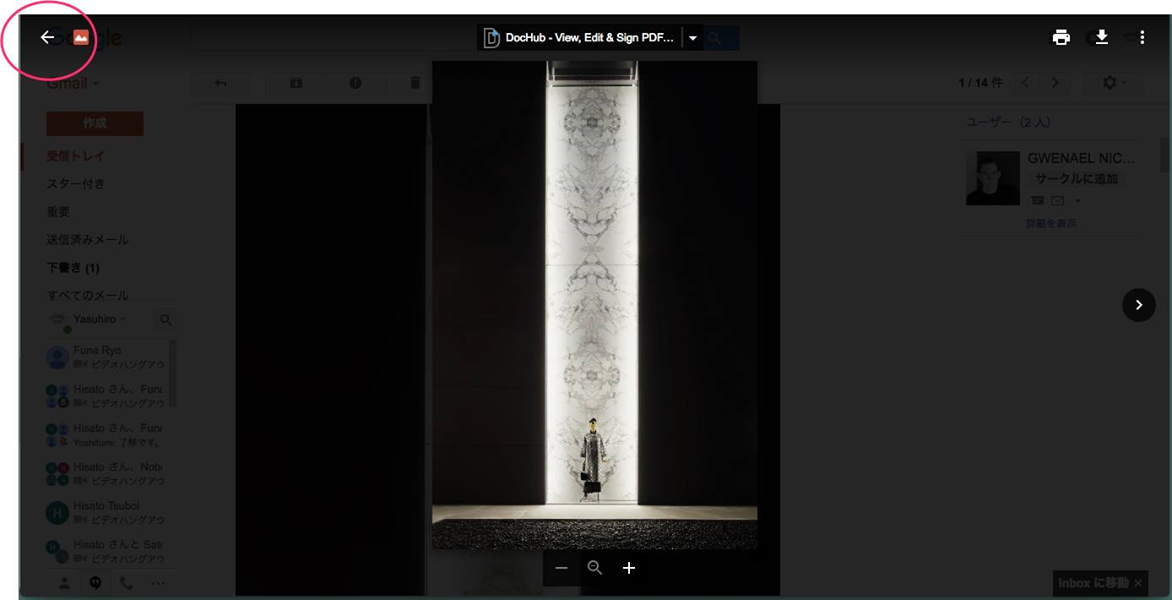 Google
DocHub - View, Edit & Sign PDF...
Gmail
1 / 14 件
作成
受信トレイ
スター付き
重要
送信済みメール
下書き (1)
すべてのメール
Yasuhiro
Funa Ryo
ビデオハングアウ
Hisato さん、Funa
ビデオハングアウ
Hisato さん、Funa
Yoshifumi: 了解です。
Hisato さん、Nobu
ビデオハングアウ
H
Hisato Tsuboi
ビデオハングアウ
Hisato さんと Sato
ビデオハングアウ
ユーザー（2 人）
GWENAEL NIC...
サークルに追加
詳細を表示
Inbox に移動 ×